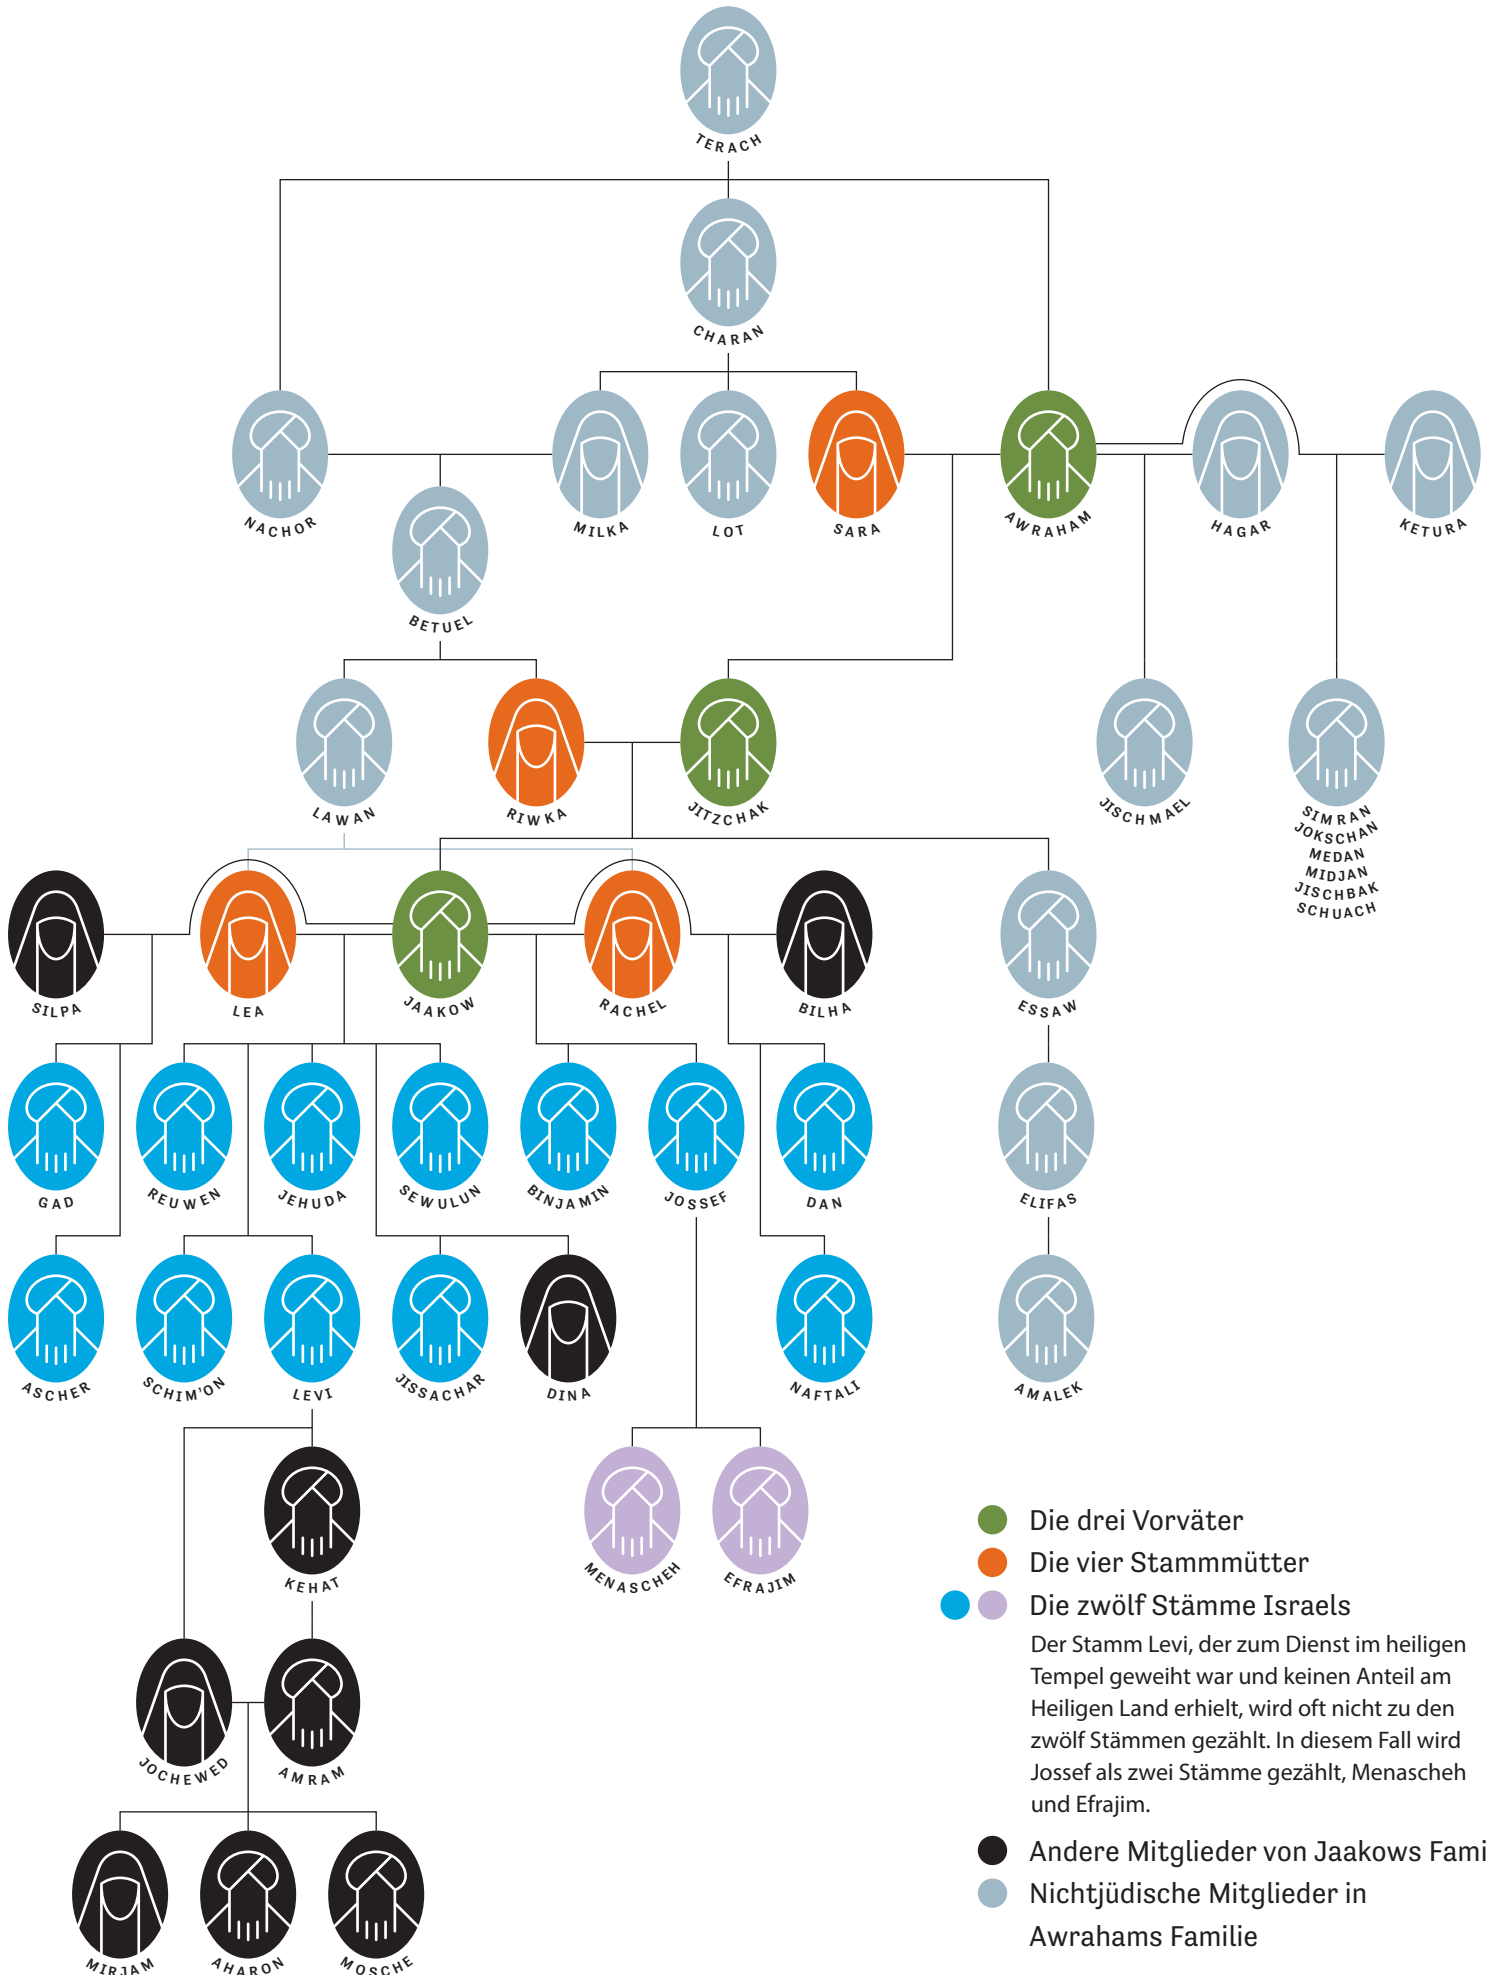 TERACH
CHARAN
NACHOR
MILKA
LOT
SARA
AWRAHAM
HAGAR
KETURA
BETUEL
LAWAN
RIWKA
JITZCHAK
JISCHMAEL
SIMRAN
JOKSCHAN
MEDAN
MIDJAN
JISCHBAK
SCHUACH
SILPA
LEA
JAAKOW
RACHEL
BILHA
ESSAW
GAD
REUWEN
JEHUDA
SEWULUN
BINJAMIN
JOSSEF
DAN
ELIFAS
ASCHER
SCHIM'ON
LEVI
JISSACHAR
DINA
NAFTALI
AMALEK
KEHAT
MENASCHEH
EFRAJIM
JOCHEWED
AMRAM
MIRJAM
AHARON
MOSCHE
Die drei Vorväter
Die vier Stammmütter
Die zwölf Stämme Israels
Der Stamm Levi, der zum Dienst im heiligen
Tempel geweiht war und keinen Anteil am
Heiligen Land erhielt, wird oft nicht zu den
zwölf Stämmen gezählt. In diesem Fall wird
Jossef als zwei Stämme gezählt, Menascheh
und Efrajim.
Andere Mitglieder von Jaakows Fami
Nichtjüdische Mitglieder in
Awrahams Familie